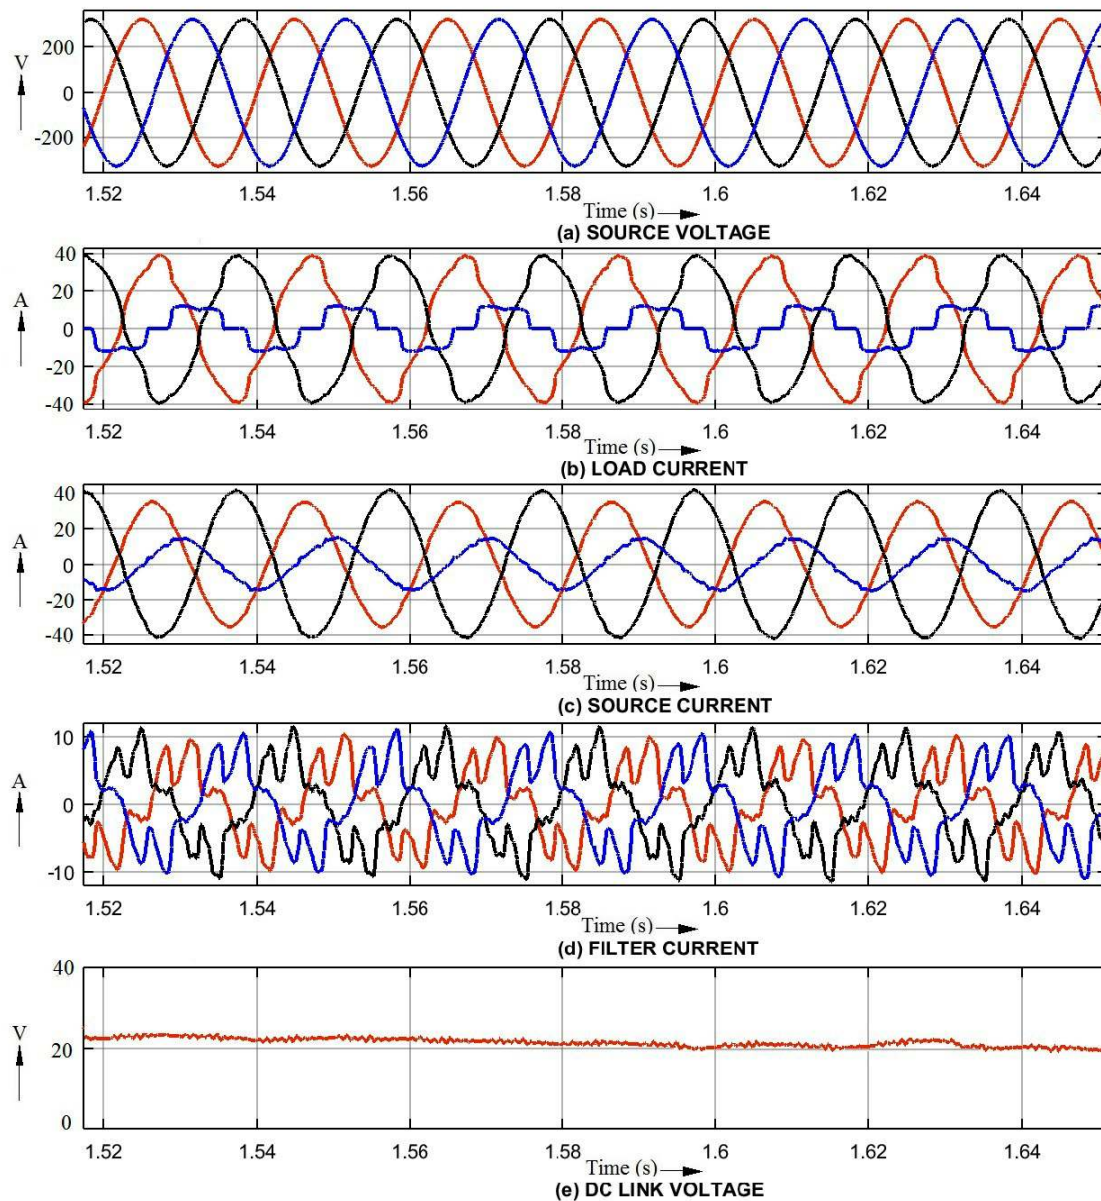 200
V
0
-200
1.52 1.54 1.56 1.58 1.6 1.62 1.64
Time (s)
(a) SOURCE VOLTAGE
40
20
A
0
-20
-40
1.52 1.54 1.56 1.58 1.6 1.62 1.64
Time (s)
(b) LOAD CURRENT
40
20
A
0
-20
-40
1.52 1.54 1.56 1.58 1.6 1.62 1.64
Time (s)
(c) SOURCE CURRENT
10
A
0
-10
1.52 1.54 1.56 1.58 1.6 1.62 1.64
Time (s)
(d) FILTER CURRENT
40
V
20
0
1.52 1.54 1.56 1.58 1.6 1.62 1.64
Time (s)
(e) DC LINK VOLTAGE